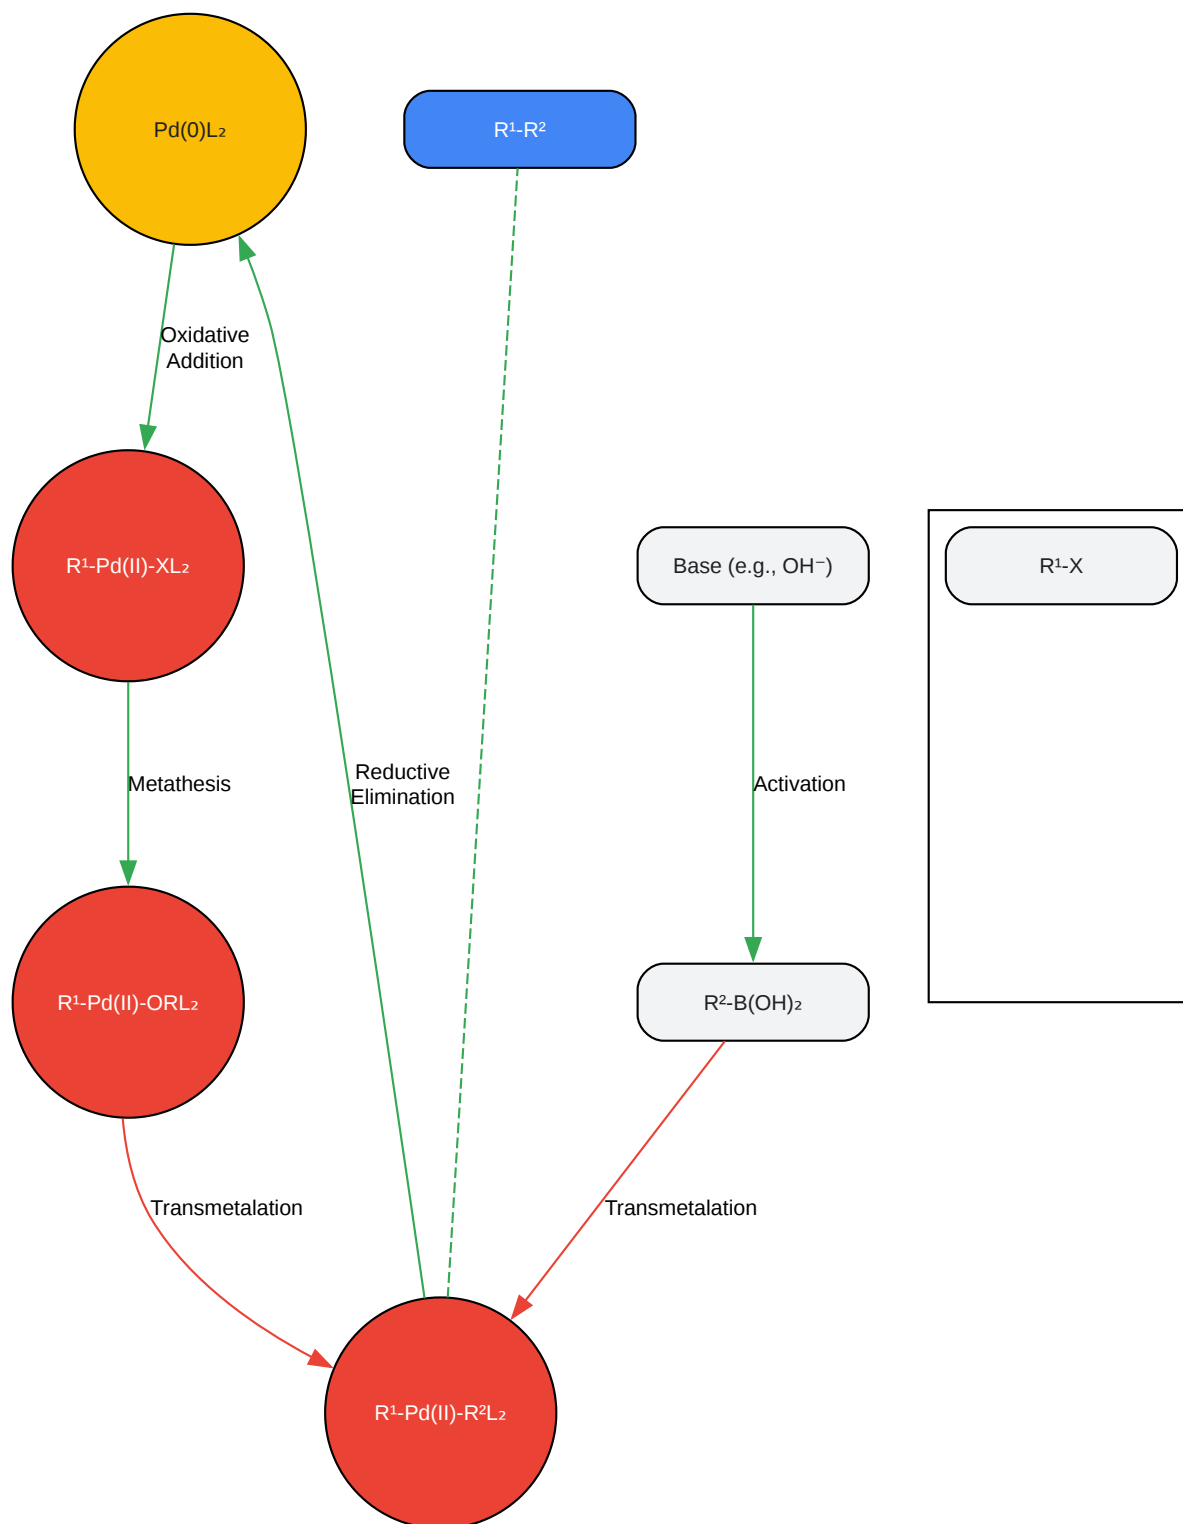 Pd(0)L₂
R¹-R²
Oxidative
Addition
R¹-Pd(II)-XL₂
Base (e.g., OH⁻)
R¹-X
Reductive
Elimination
Metathesis
Activation
R¹-Pd(II)-ORL₂
R²-B(OH)₂
Transmetalation
Transmetalation
R¹-Pd(II)-R²L₂